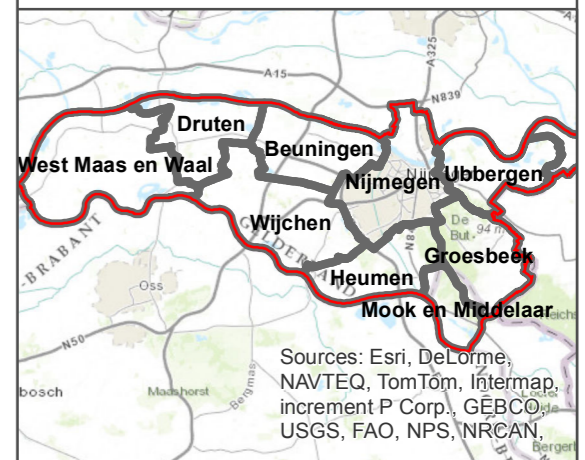 A325
A15
N839
Druten
Beuningen
West Maas en Waal
Nijmegen
Ubbergen
Wijchen
De
But. 94 m
GELDERLAND
-BRABANT
Groesbeek
Heumen
Oss
Mook en Middelaar
N50
Sources: Esri, DeLorme,
NAVTEQ, TomTom, Intermap,
increment P Corp., GEBCO,
USGS, FAO, NPS, NRCAN,
bosch
Maashorst